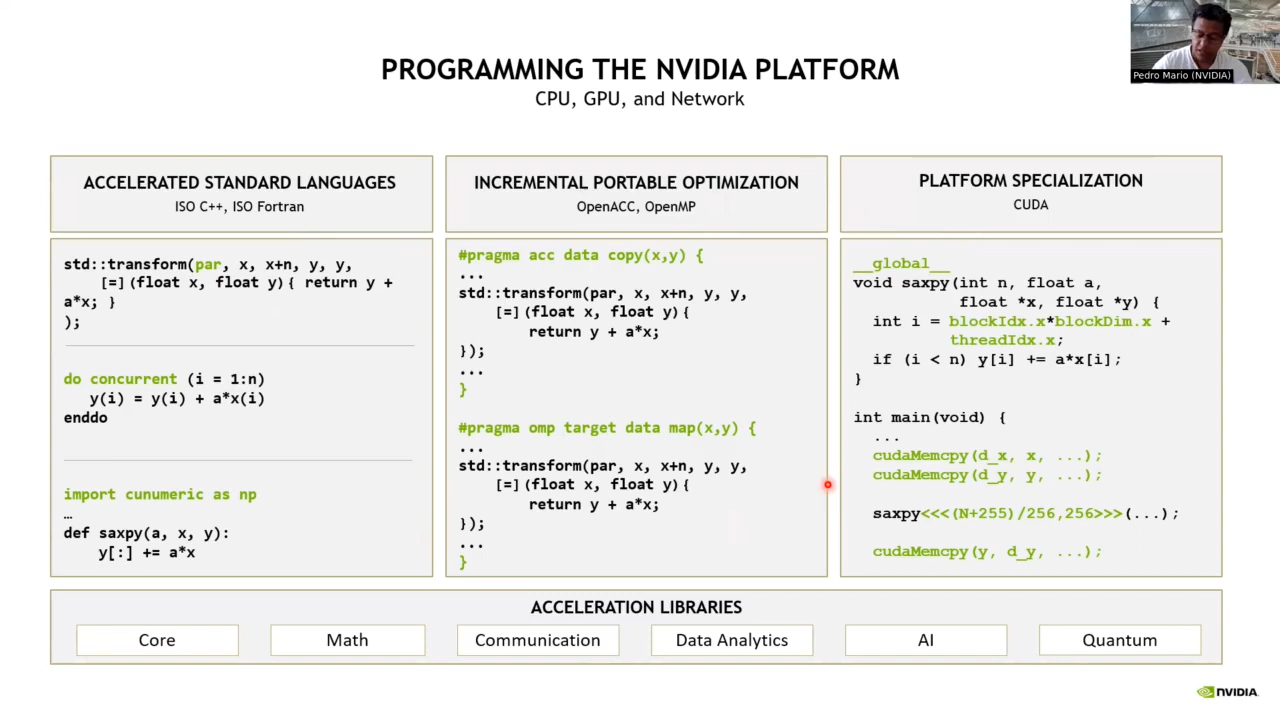 PROGRAMMING THE NVIDIA PLATFORM
CPU, GPU, and Network
Pedro Mario (NVIDIA)
ACCELERATED STANDARD LANGUAGES
ISO C++, ISO Fortran
std::transform(par, x, x+n, y, y,
    [=](float x, float y){ return y +
a*x; }
);
do concurrent (i = 1:n)
   y(i) = y(i) + a*x(i)
enddo
import cunumeric as np
…
def saxpy(a, x, y):
    y[:] += a*x
INCREMENTAL PORTABLE OPTIMIZATION
OpenACC, OpenMP
#pragma acc data copy(x,y) {
...
std::transform(par, x, x+n, y, y,
    [=](float x, float y){
        return y + a*x;
});
...
}
#pragma omp target data map(x,y) {
...
std::transform(par, x, x+n, y, y,
    [=](float x, float y){
        return y + a*x;
});
...
}
PLATFORM SPECIALIZATION
CUDA
__global__
void saxpy(int n, float a,
           float *x, float *y) {
  int i = blockIdx.x*blockDim.x +
          threadIdx.x;
  if (i < n) y[i] += a*x[i];
}
int main(void) {
  ...
  cudaMemcpy(d_x, x, ...);
  cudaMemcpy(d_y, y, ...);
  saxpy<<<(N+255)/256,256>>>(...);
  cudaMemcpy(y, d_y, ...);
ACCELERATION LIBRARIES
Core
Math
Communication
Data Analytics
AI
Quantum
NVIDIA.